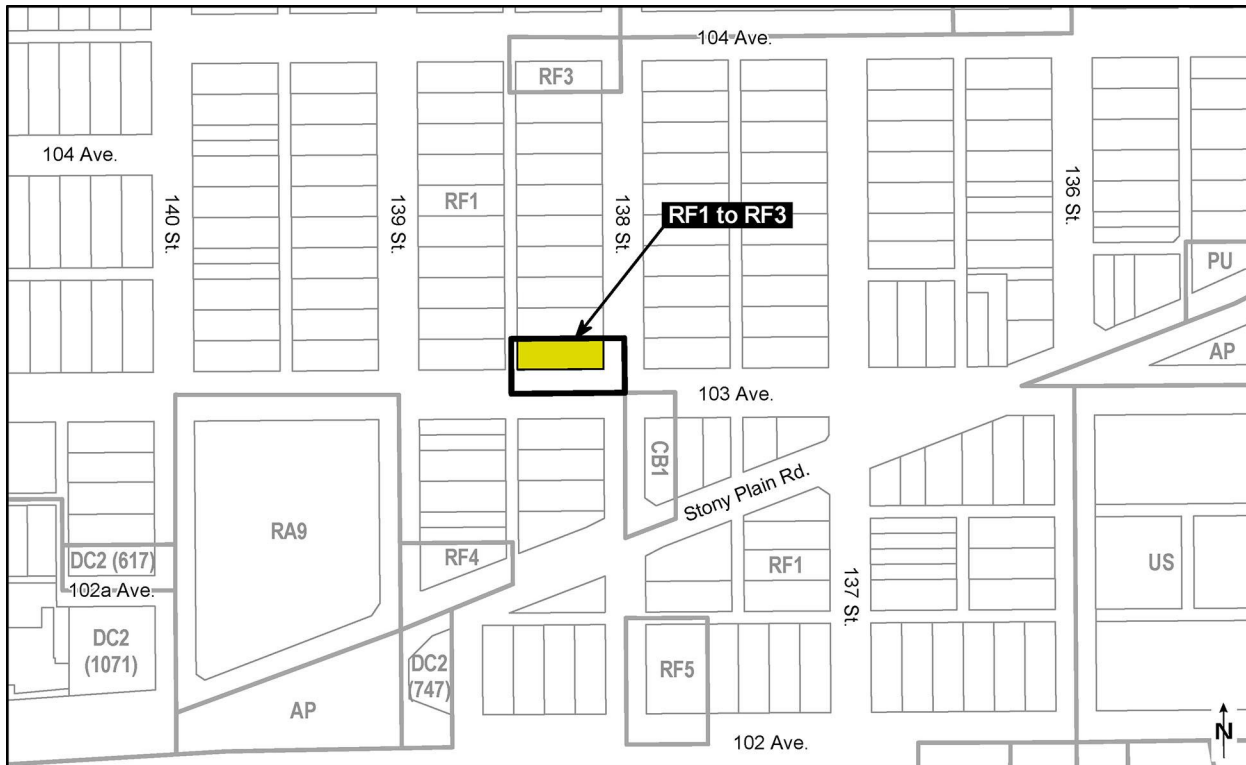 104 Ave.
RF3
104 Ave.
140 St.
139 St.
RF1
138 St.
RF1 to RF3
136 St.
PU
AP
103 Ave.
CB1
Stony Plain Rd.
RA9
DC2 (617)
RF4
102a Ave.
RF1
137 St.
US
DC2
(1071)
DC2
(747)
RF5
AP
102 Ave.
N